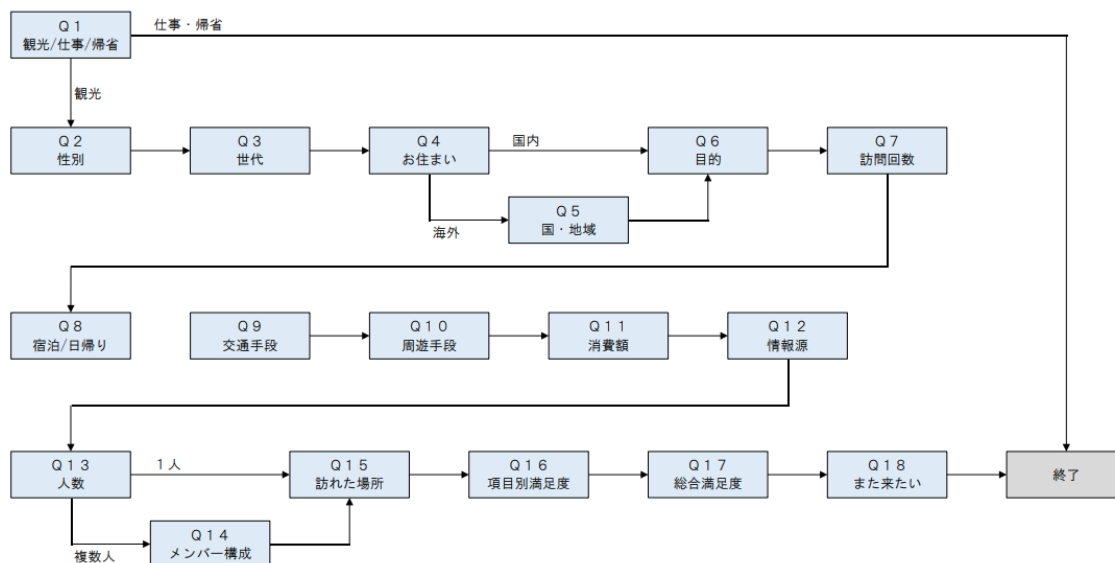 Q1
観光/仕事/帰省
仕事・帰省
観光
Q2
性別
Q3
世代
Q4
お住まい
国内
Q6
目的
Q7
訪問回数
海外
Q5
国・地域
Q8
宿泊/日帰り
Q9
交通手段
Q10
周遊手段
Q11
消費額
Q12
情報源
Q13
人数
1人
Q15
訪れた場所
Q16
項目別満足度
Q17
総合満足度
Q18
また来たい
終了
複数人
Q14
メンバー構成